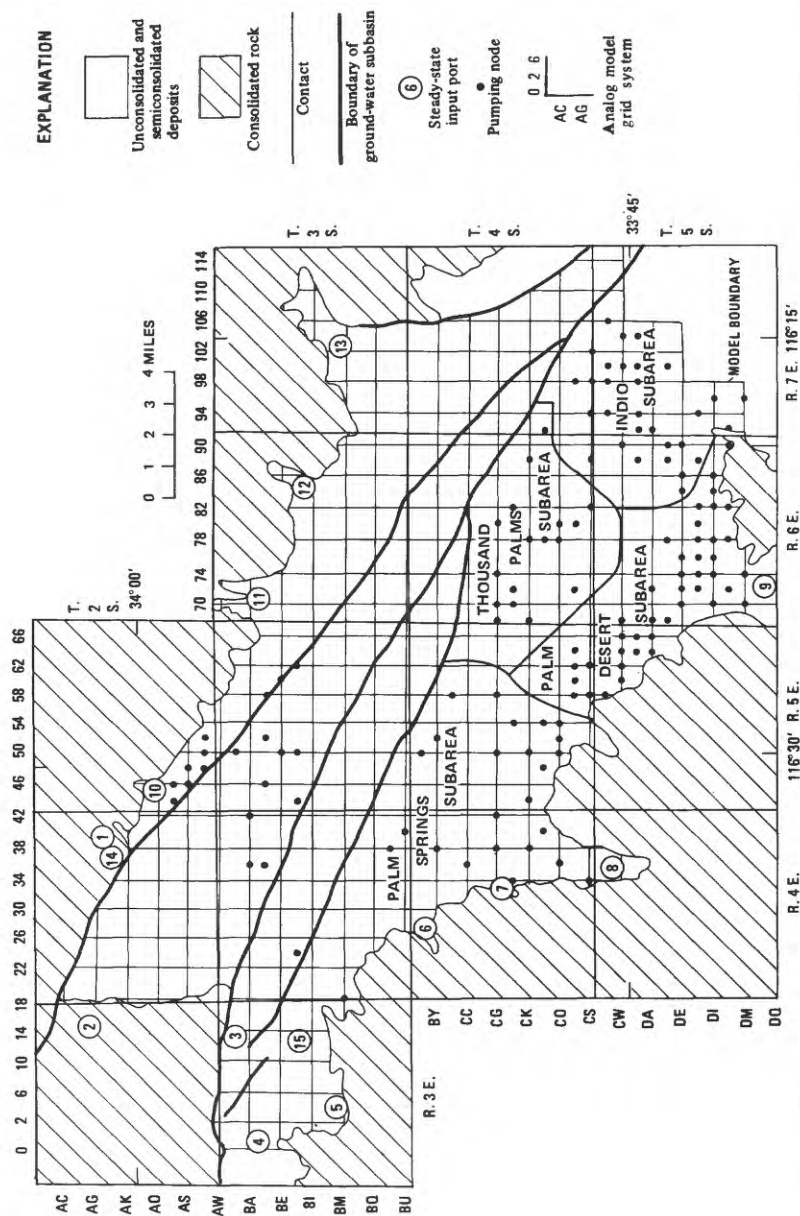 EXPLANATION
Unconsolidated and
semiconsolidated
deposits
Consolidated rock
Contact
Boundary of
ground-water subbasin
6
Steady-state
input port
Pumping node
0 2 6
AC
AG
Analog model
grid system
0 1 2 3 4 MILES
0 2 6 10 14 18 22 26 30 34 38 42 46 50 54 58 62 66 70 74 78 82 86 90 94 98 102 106 110 114
T. 2 S.
34°00'
T. 3 S.
T. 4 S.
33°45'
T. 5 S.
AC
AG
AK
AO
AS
AW
BA
BE
BI
BM
BQ
BU
BY
CC
CG
CK
CO
CS
CW
DA
DE
DI
DM
DQ
1
2
3
4
5
6
7
8
9
10
11
12
13
14
15
PALM
SPRINGS
SUBAREA
THOUSAND
PALMS
SUBAREA
PALM
DESERT
SUBAREA
INDIO
SUBAREA
MODEL BOUNDARY
R. 3 E.
R. 4 E.
116°30'
R. 5 E.
R. 6 E.
R. 7 E.
116°15'